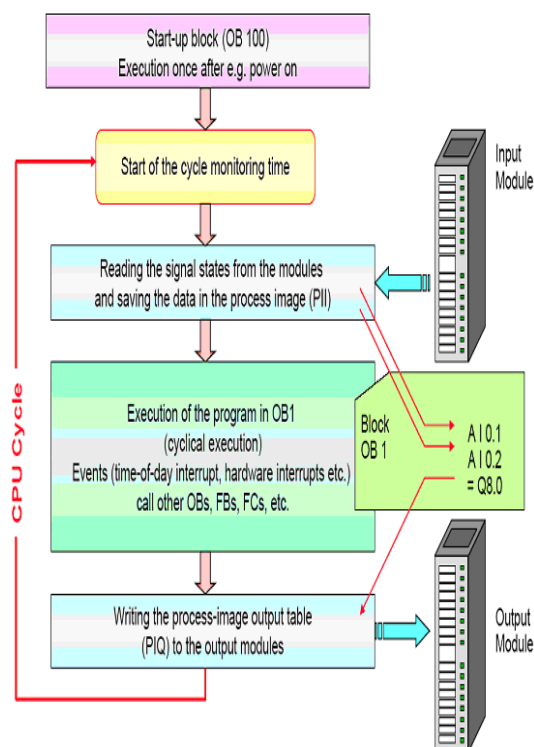 Start-up block (OB 100)
Execution once after e.g. power on
Start of the cycle monitoring time
Input
Module
Reading the signal states from the modules
and saving the data in the process image (PII)
CPU Cycle
Execution of the program in OB1
(cyclical execution)
Events (time-of-day interrupt, hardware interrupts etc.)
call other OBs, FBs, FCs, etc.
Block
OB 1
A I 0.1
A I 0.2
= Q8.0
Writing the process-image output table
(PIQ) to the output modules
Output
Module